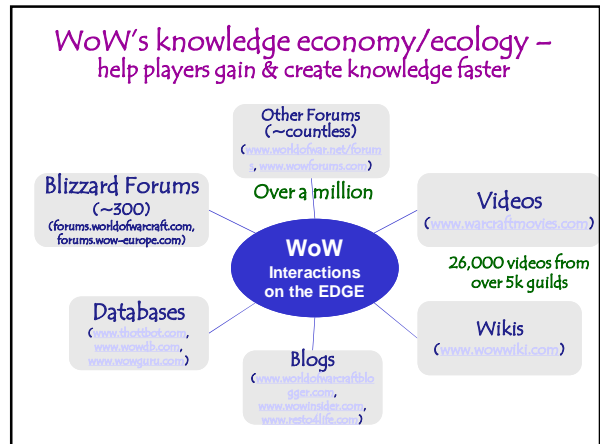 WoW's knowledge economy/ecology –
help players gain & create knowledge faster
Other Forums
(~countless)
(www.worldofwar.net/forum
s, www.wowforums.com)
Over a million
Blizzard Forums
(~300)
(forums.worldofwarcraft.com,
forums.wow-europe.com)
Videos
(www.warcraftmovies.com)
26,000 videos from
over 5k guilds
WoW
Interactions
on the EDGE
Databases
(www.thottbot.com,
www.wowdb.com,
www.wowguru.com)
Wikis
(www.wowwiki.com)
Blogs
(www.worldofwarcraftblo
gger.com,
www.wowinsider.com,
www.resto4life.com)